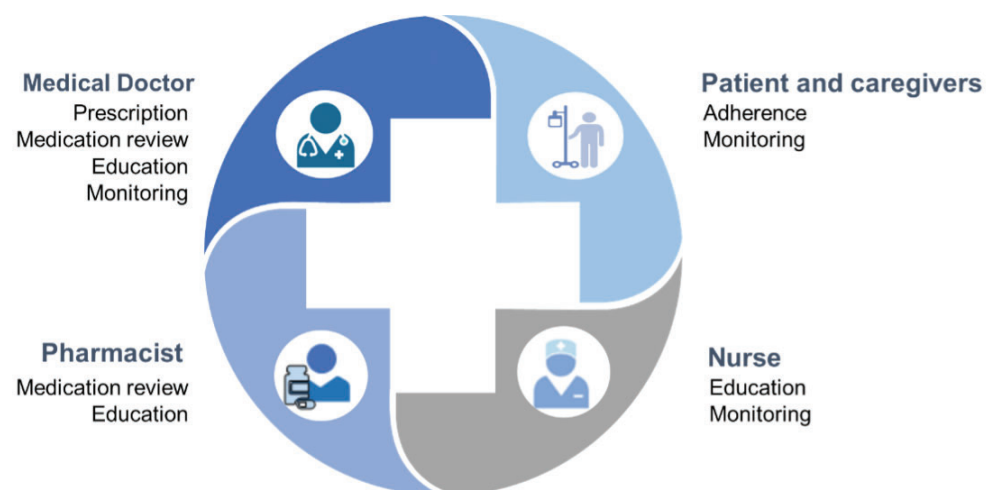 Medical Doctor
Prescription
Medication review
Education
Monitoring
Patient and caregivers
Adherence
Monitoring
Pharmacist
Medication review
Education
Nurse
Education
Monitoring